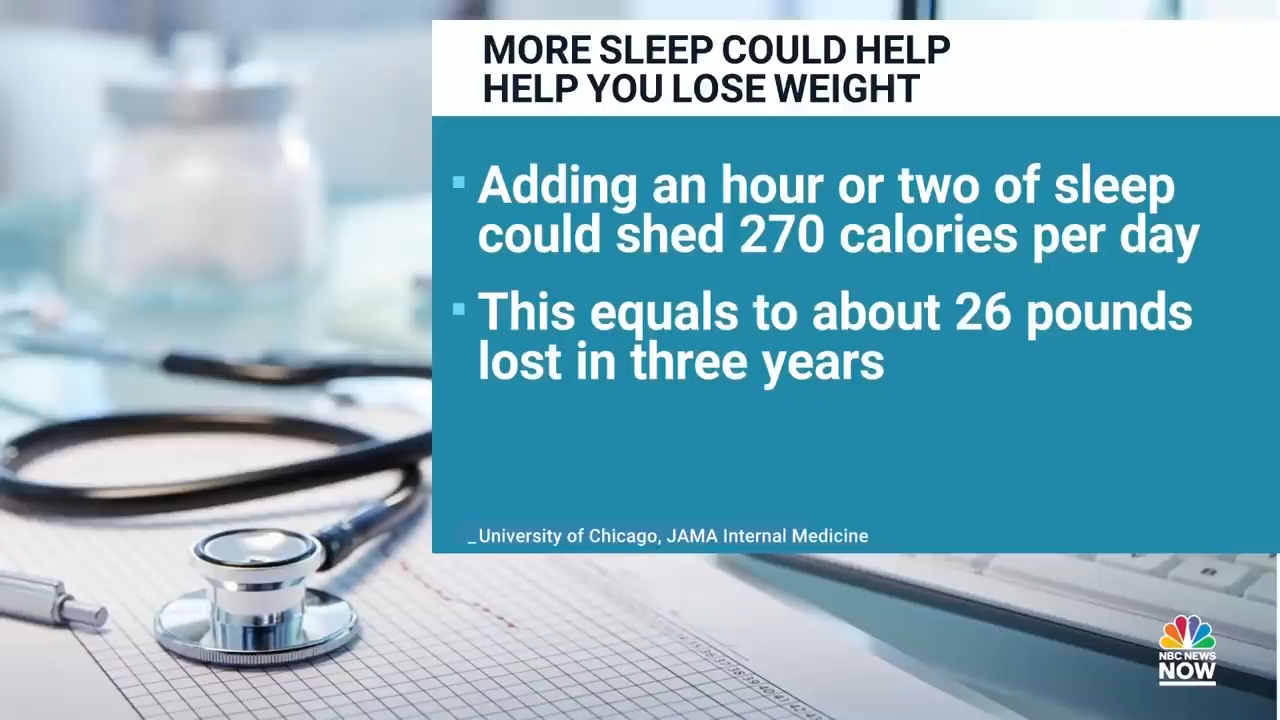 MORE SLEEP COULD HELP
HELP YOU LOSE WEIGHT
▪ Adding an hour or two of sleep
could shed 270 calories per day
▪ This equals to about 26 pounds
lost in three years
_University of Chicago, JAMA Internal Medicine
NBC NEWS
NOW